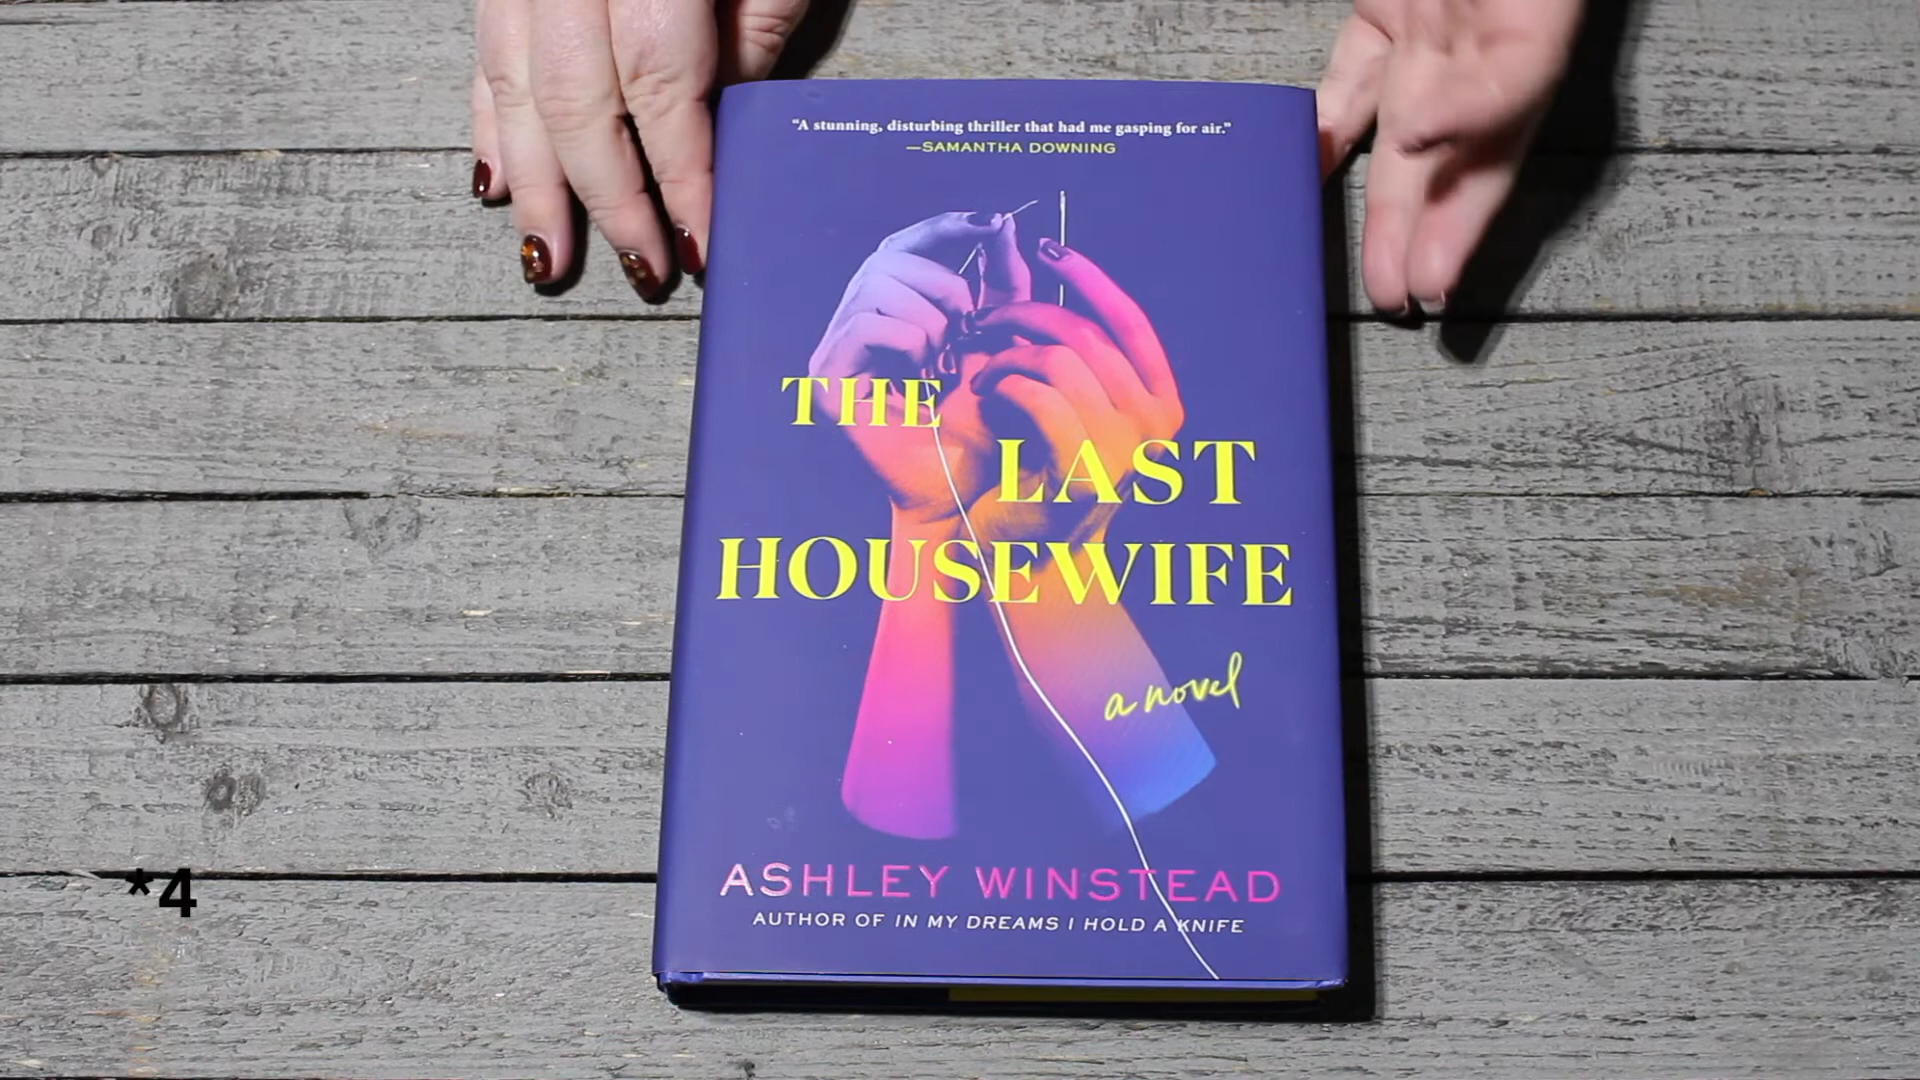 “A stunning, disturbing thriller that had me gasping for air.”
—SAMANTHA DOWNING
THE
LAST
HOUSEWIFE
a novel
ASHLEY WINSTEAD
AUTHOR OF IN MY DREAMS I HOLD A KNIFE
*4